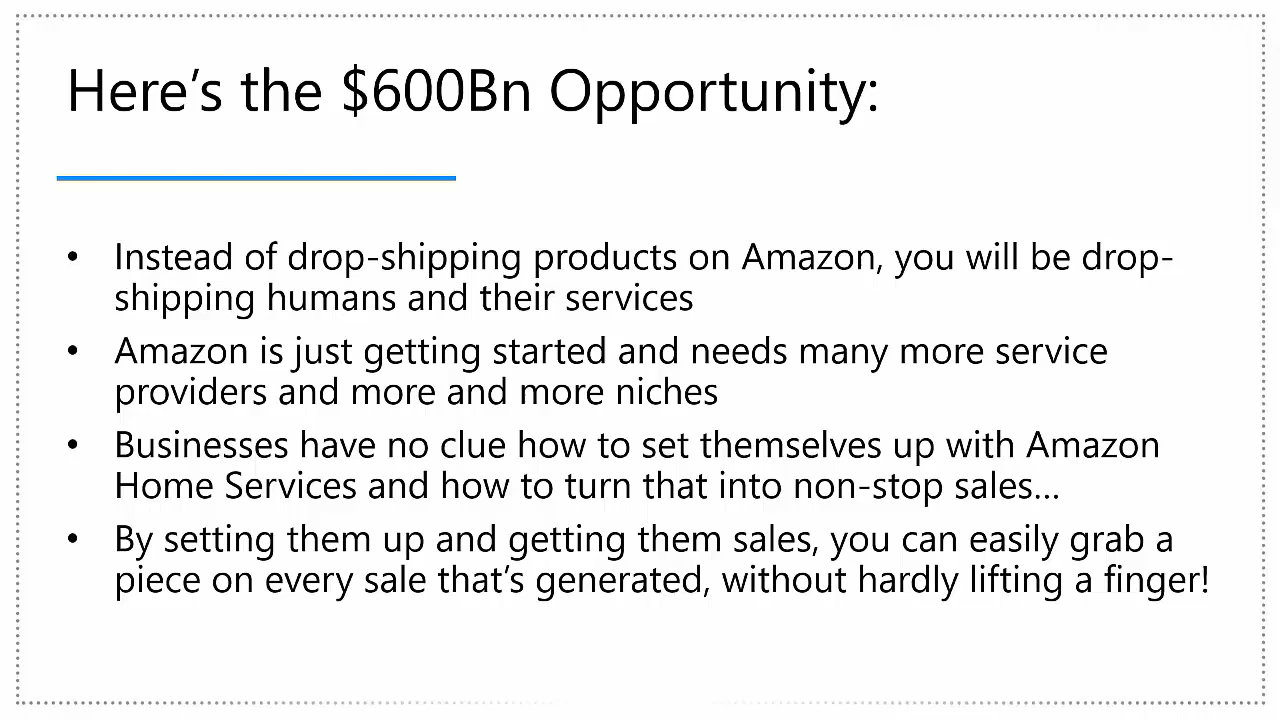 Here’s the $600Bn Opportunity:
• Instead of drop-shipping products on Amazon, you will be drop-
shipping humans and their services
• Amazon is just getting started and needs many more service
providers and more and more niches
• Businesses have no clue how to set themselves up with Amazon
Home Services and how to turn that into non-stop sales...
• By setting them up and getting them sales, you can easily grab a
piece on every sale that’s generated, without hardly lifting a finger!